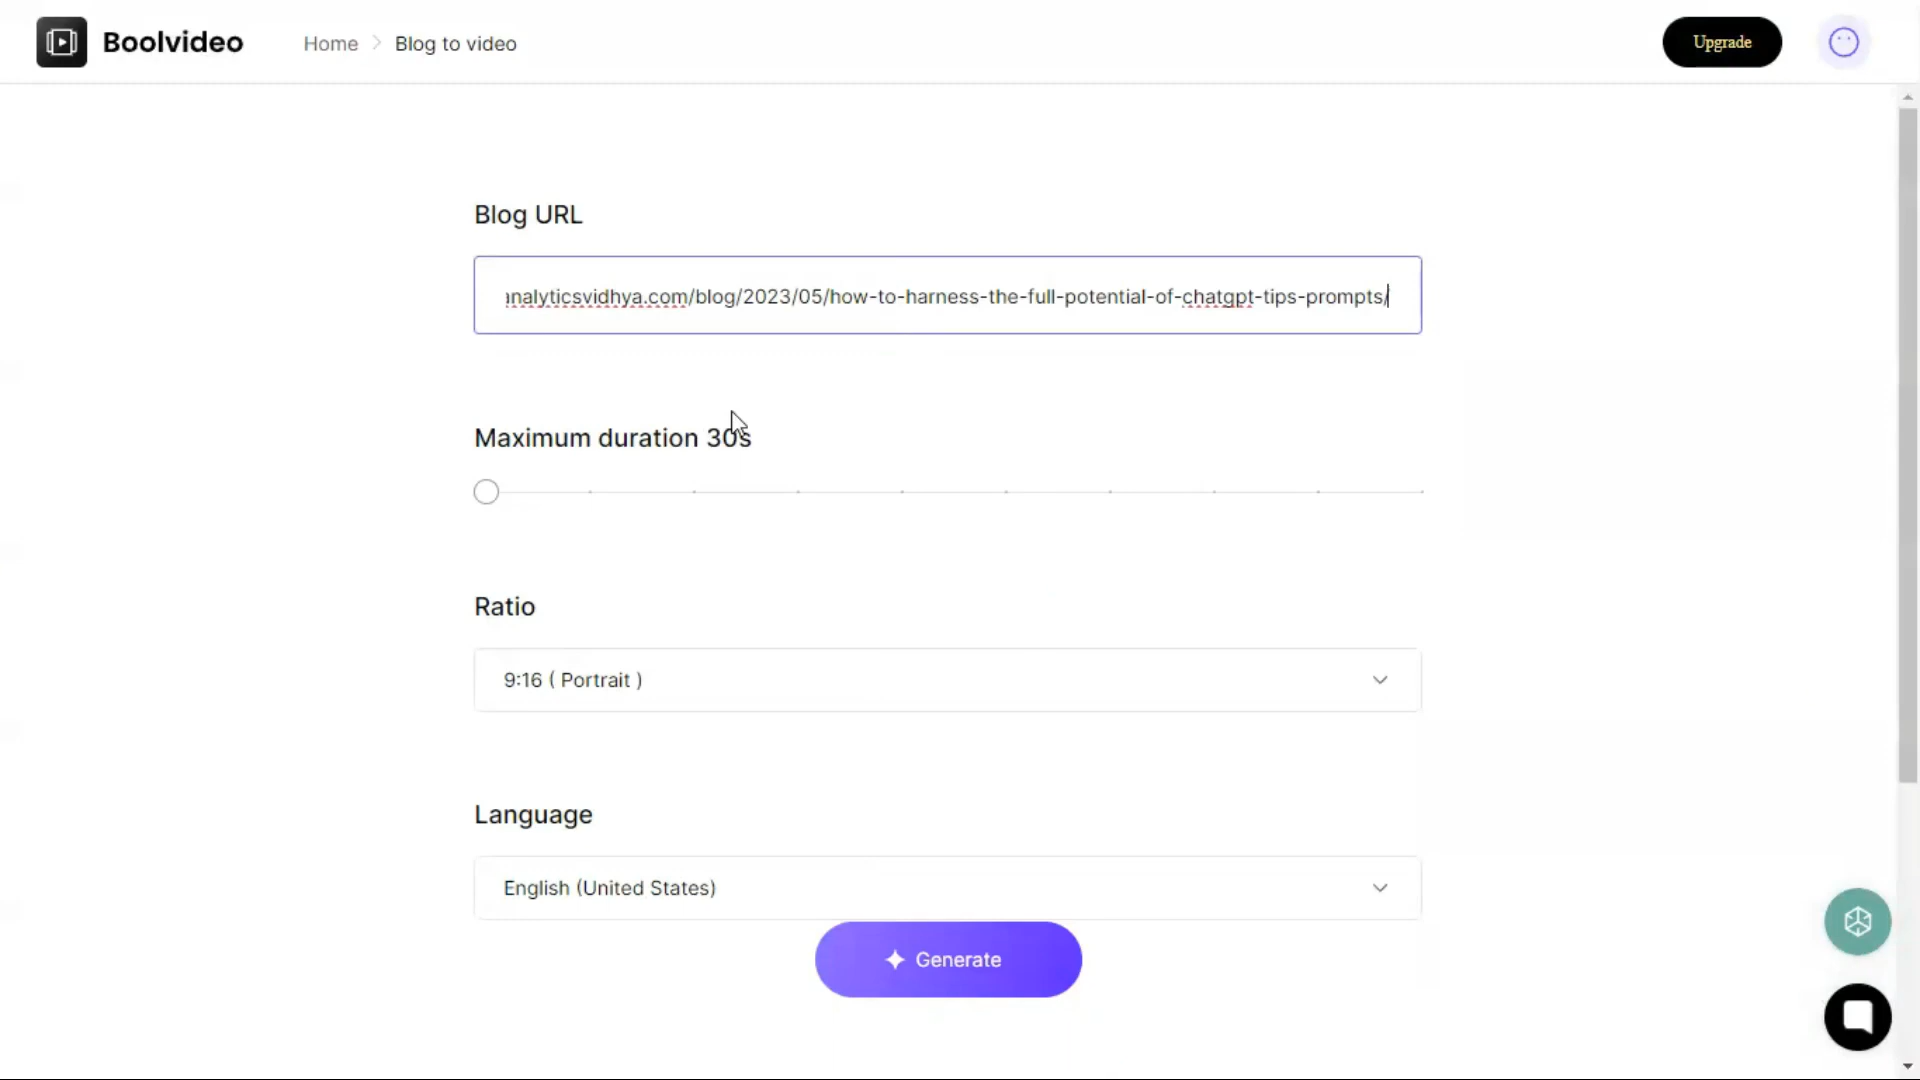 Boolvideo Home > Blog to video Upgrade
Blog URL
analyticsvidhya.com/blog/2023/05/how-to-harness-the-full-potential-of-chatgpt-tips-prompts/
Maximum duration 30s
Ratio
9:16 ( Portrait )
Language
English (United States)
Generate